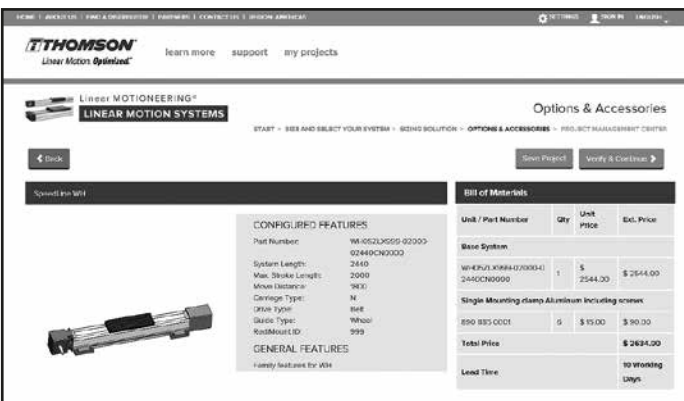 HOME | ABOUT US | FIND A DISTRIBUTOR | PARTNERS | CONTACT US | REGION: AMERICAS
SETTINGS SIGN IN ENGLISH
THOMSON
Linear Motion. Optimized.™
learn more support my projects
Linear MOTIONEERING®
LINEAR MOTION SYSTEMS
Options & Accessories
START > SIZE AND SELECT YOUR SYSTEM > SIZING SOLUTION > OPTIONS & ACCESSORIES > PROJECT MANAGEMENT CENTER
Back
Save Project Verify & Continue
SpeedLine WH
Bill of Materials
CONFIGURED FEATURES
Part Number:
System Length: 2440
Max. Stroke Length: 2000
Move Distance:
Carriage Type: N
Drive Type: Belt
Guide Type: Wheel
RediMount ID: 999
GENERAL FEATURES
Family features for WH
Unit / Part Number Qty Unit Price Ext. Price
Base System
2440CN0000 1 $ 2544.00 $ 2544.00
Single Mounting clamp Aluminum including screws
890 885 0001 6 $ 15.00 $ 90.00
Total Price $ 2634.00
Lead Time 10 Working Days